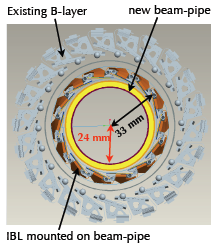 Existing B-layer
new beam-pipe
33 mm
24 mm
IBL mounted on beam-pipe